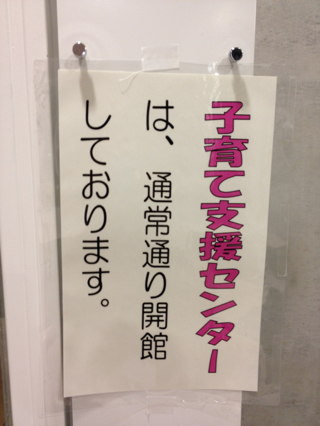 子育て支援センター
は、通常通り開館
しております。